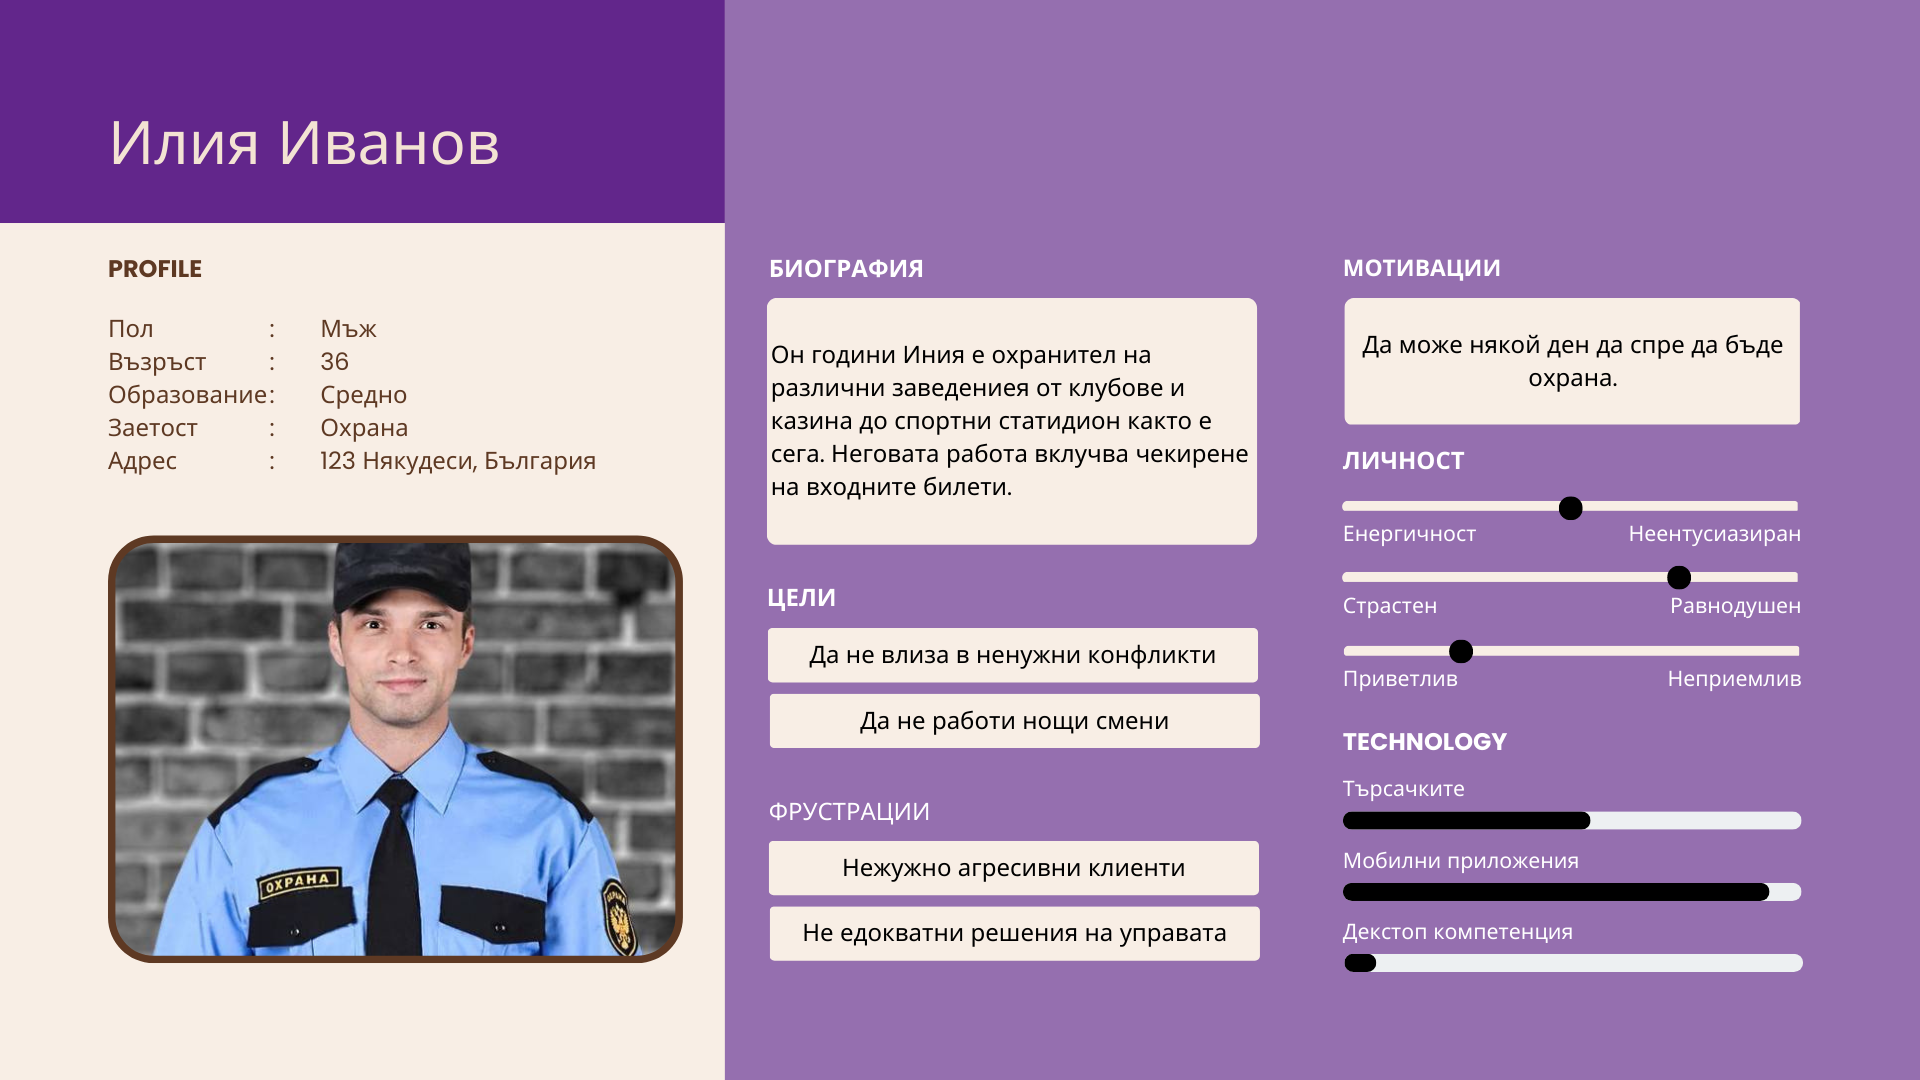 Илия Иванов
PROFILE
Пол : Мъж
Възръст : 36
Образование : Средно
Заетост : Охрана
Адрес : 123 Някудеси, България
ОХРАНА
БИОГРАФИЯ
Он години Иния е охранител на
различни заведениея от клубове и
казина до спортни статидион както е
сега. Неговата работа вклучва чекирене
на входните билети.
ЦЕЛИ
Да не влиза в ненужни конфликти
Да не работи нощи смени
ФРУСТРАЦИИ
Нежужно агресивни клиенти
Не едокватни решения на управата
МОТИВАЦИИ
Да може някой ден да спре да бъде
охрана.
ЛИЧНОСТ
Енергичност Неентусиазиран
Страстен Равнодушен
Приветлив Неприемлив
TECHNOLOGY
Търсачките
Мобилни приложения
Декстоп компетенция